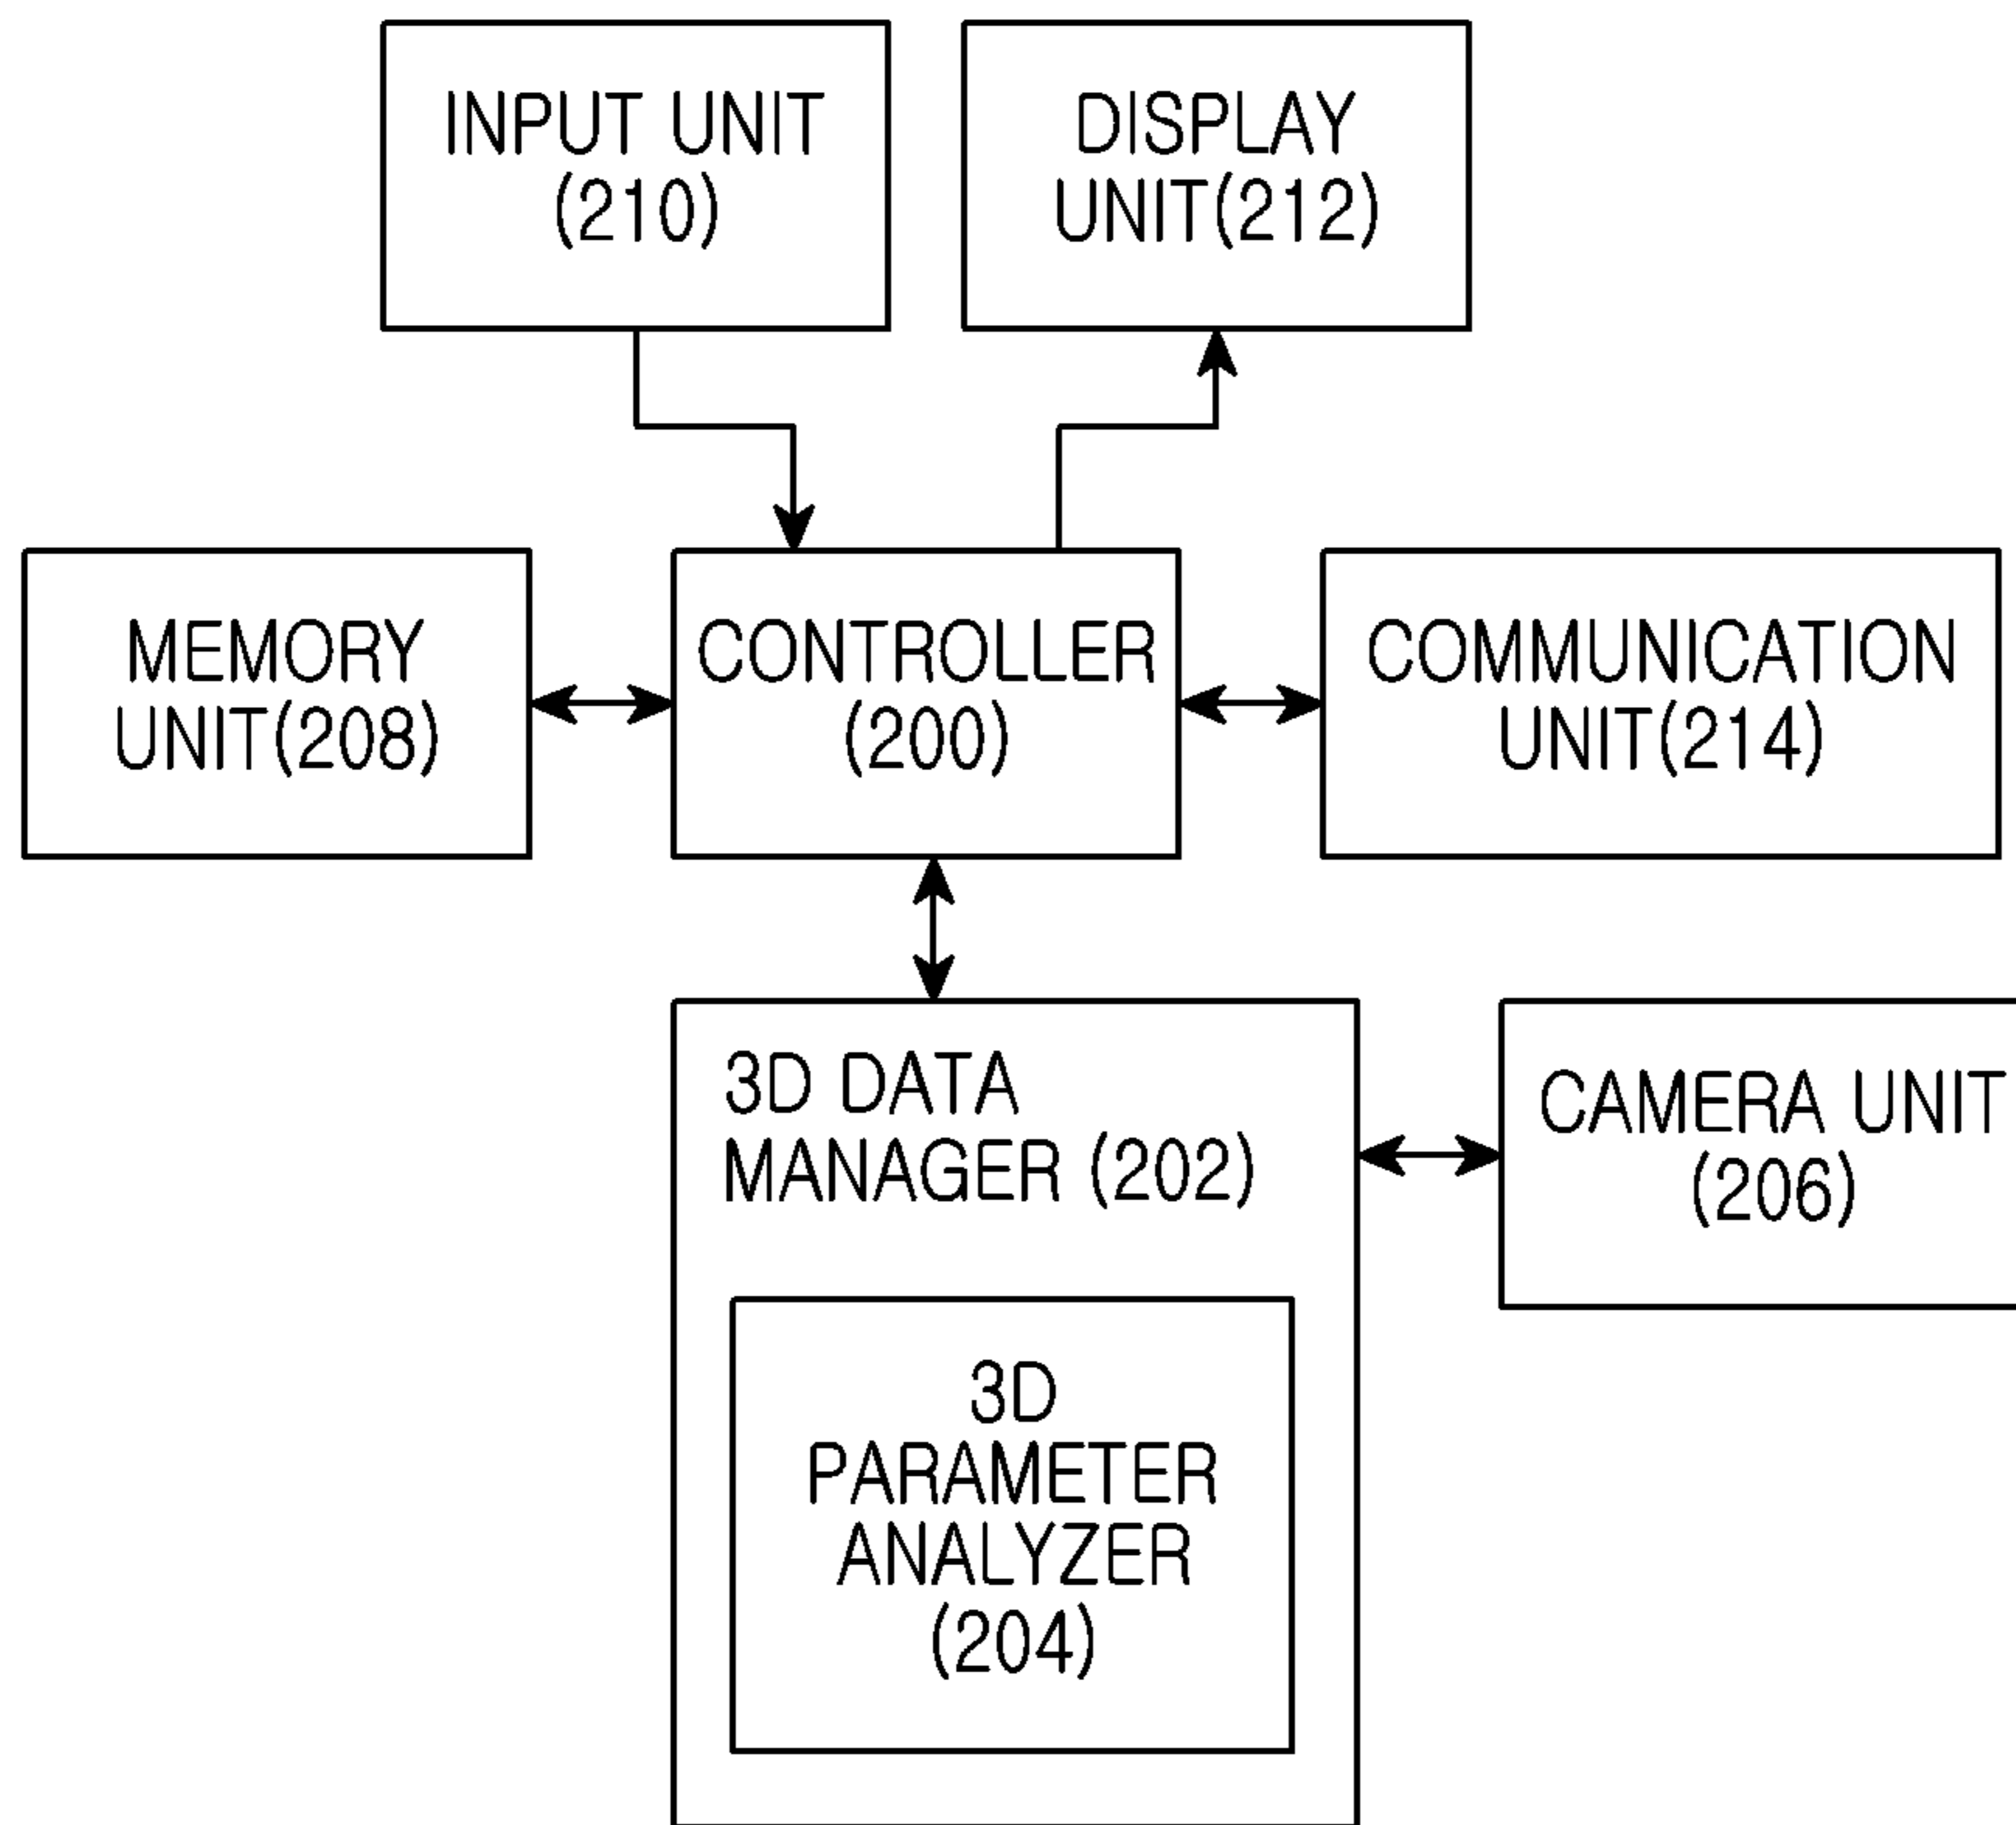 INPUT UNIT
(210)
DISPLAY
UNIT(212)
MEMORY
UNIT(208)
CONTROLLER
(200)
COMMUNICATION
UNIT(214)
3D DATA
MANAGER (202)
CAMERA UNIT
(206)
3D
PARAMETER
ANALYZER
(204)